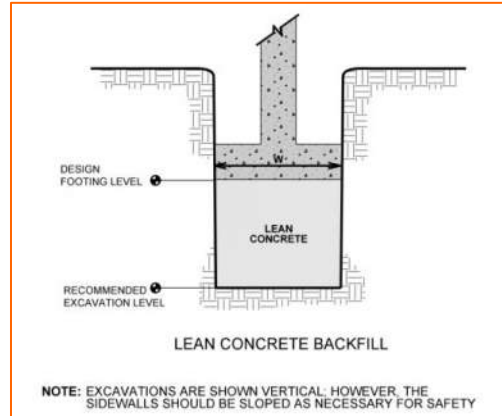 N
DESIGN
FOOTING LEVEL
W
LEAN
CONCRETE
RECOMMENDED
EXCAVATION LEVEL
LEAN CONCRETE BACKFILL
NOTE: EXCAVATIONS ARE SHOWN VERTICAL; HOWEVER, THE
SIDEWALLS SHOULD BE SLOPED AS NECESSARY FOR SAFETY